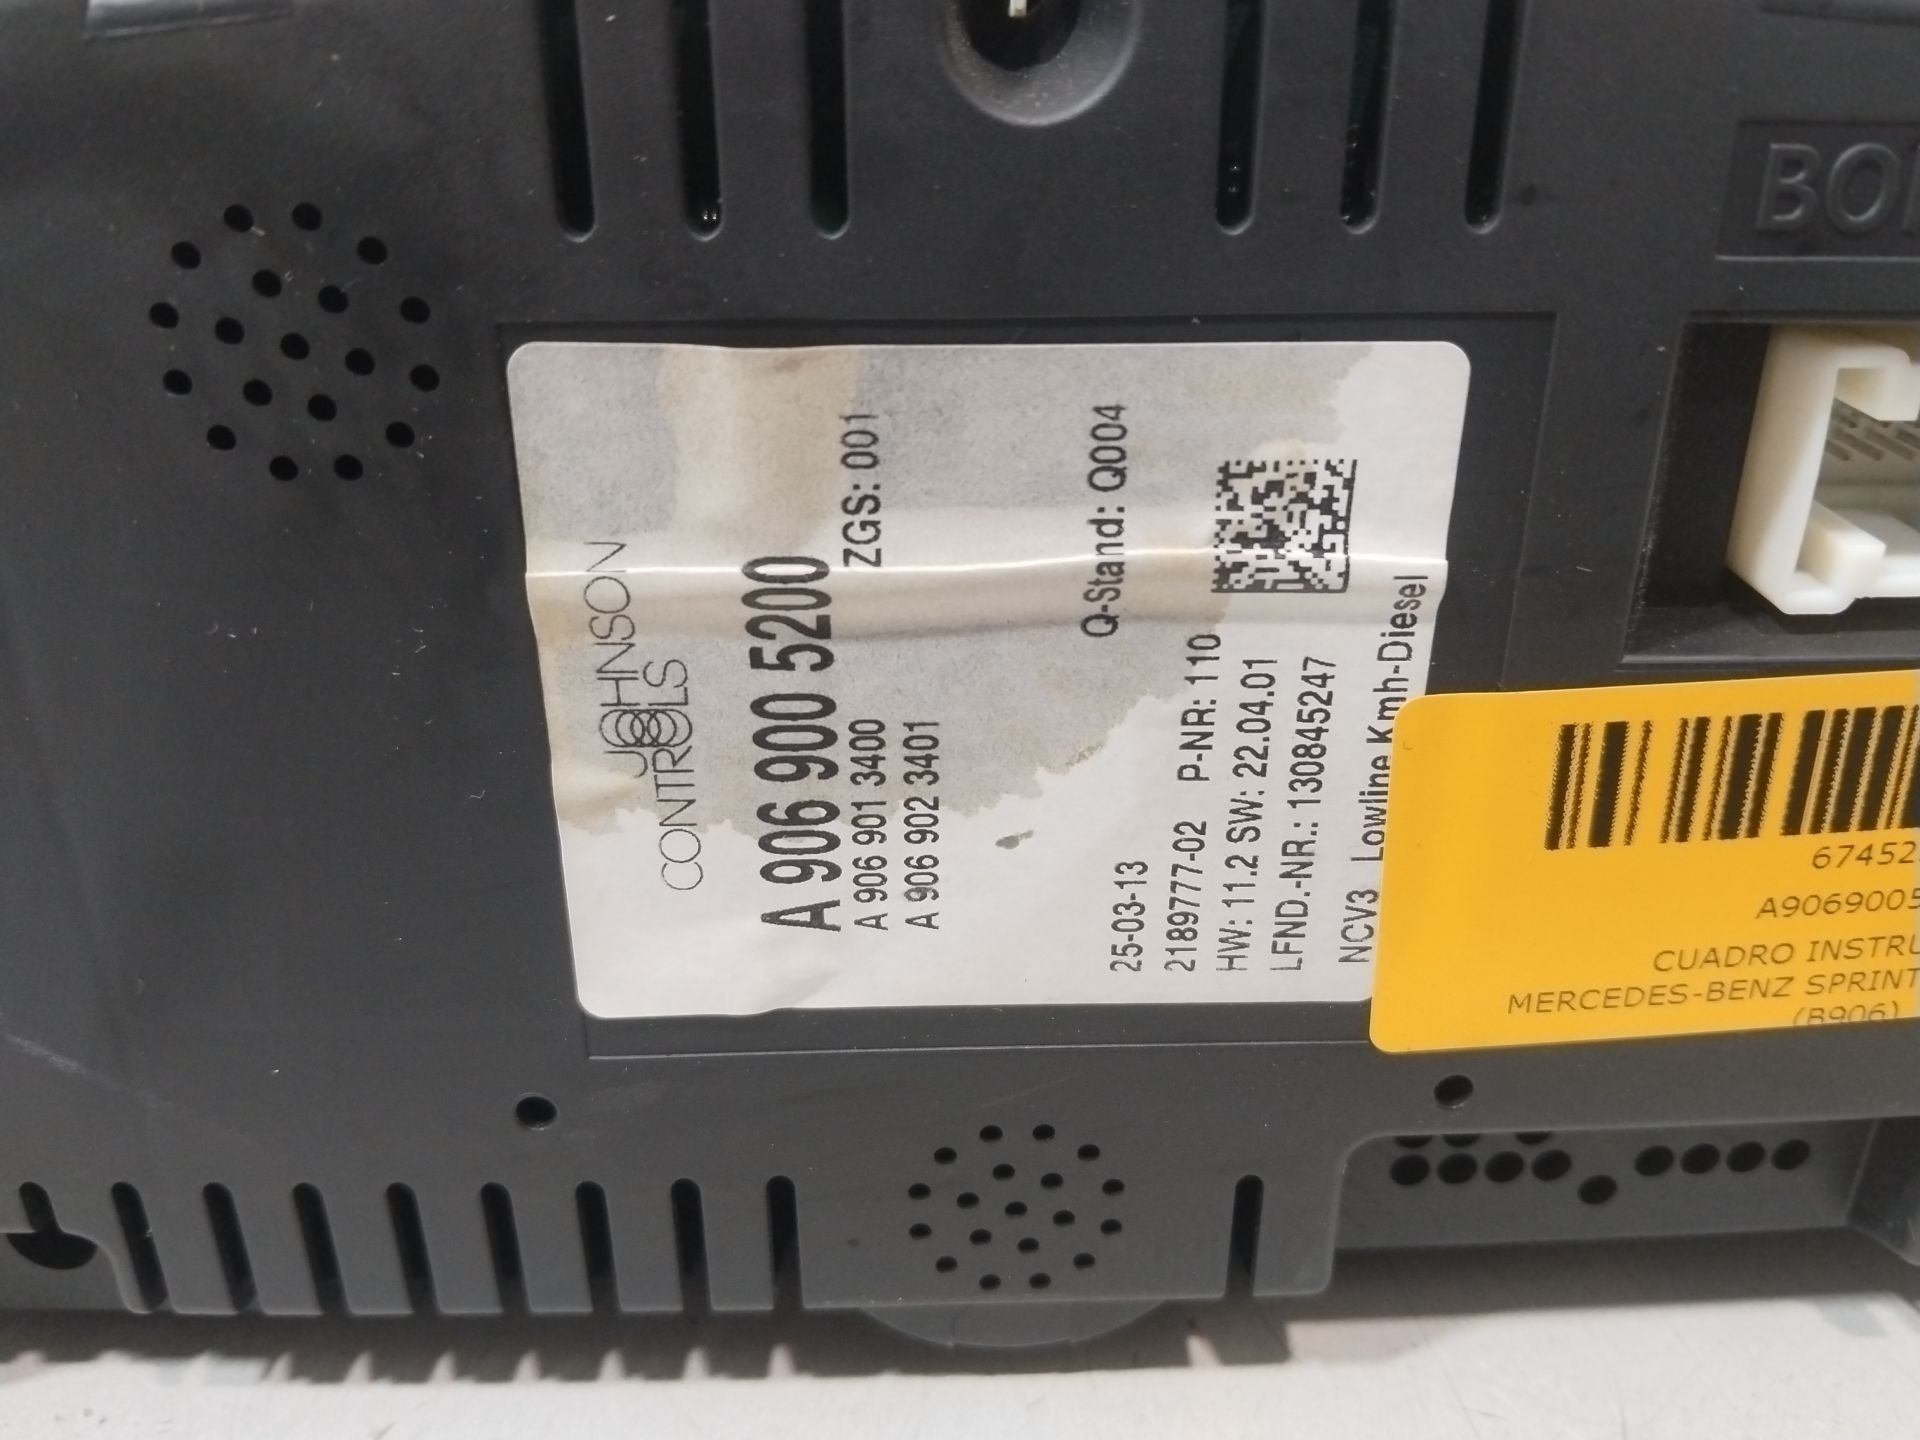 JOHNSON
CONTROLS
A 906 900 5200
A 906 901 3400 ZGS: 001
A 906 902 3401
25-03-13 Q-Stand: Q004
21897777-02 P-NR: 110
HW: 11.2 SW: 22.04.01
LFND.-NR.: 130845247
NCV3 Lowline Kmh-Diesel
67452
A9069005
CUADRO INSTRU
MERCEDES-BENZ SPRINT
(B906)